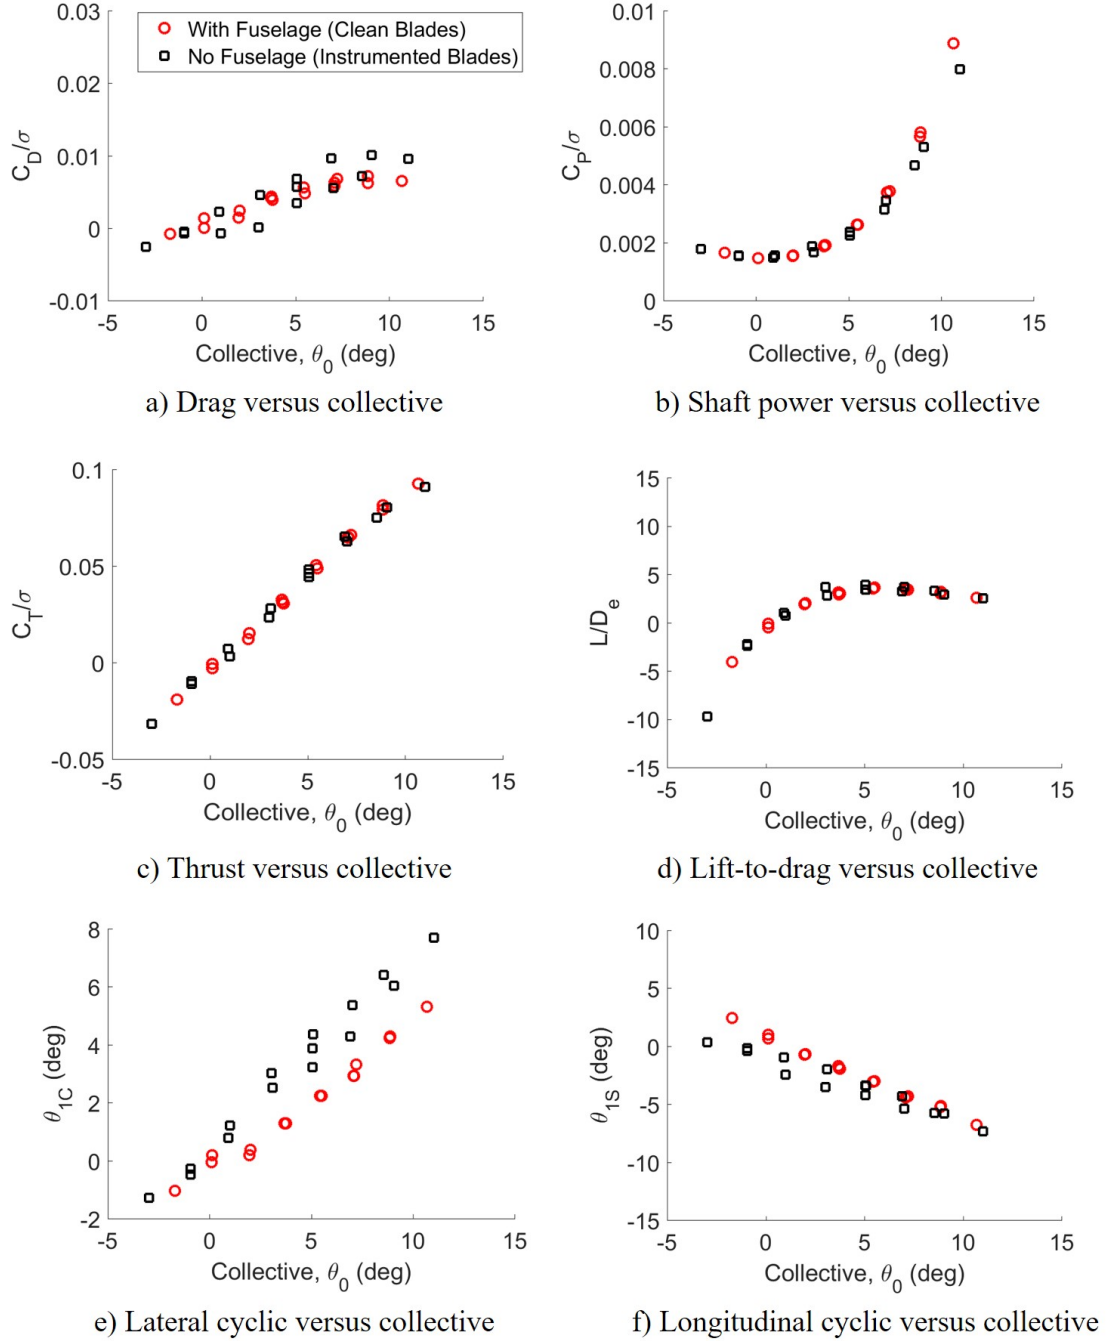 0.03
0.02
0.01
0
-0.01
C_D/σ
With Fuselage (Clean Blades)
No Fuselage (Instrumented Blades)
-5 0 5 10 15
Collective, θ_0 (deg)
a) Drag versus collective
0.01
0.008
0.006
0.004
0.002
0
C_P/σ
-5 0 5 10 15
Collective, θ_0 (deg)
b) Shaft power versus collective
0.1
0.05
0
-0.05
C_T/σ
-5 0 5 10 15
Collective, θ_0 (deg)
c) Thrust versus collective
15
10
5
0
-5
-10
-15
L/D_e
-5 0 5 10 15
Collective, θ_0 (deg)
d) Lift-to-drag versus collective
8
6
4
2
0
-2
θ_1C (deg)
-5 0 5 10 15
Collective, θ_0 (deg)
e) Lateral cyclic versus collective
10
5
0
-5
-10
-15
θ_1S (deg)
-5 0 5 10 15
Collective, θ_0 (deg)
f) Longitudinal cyclic versus collective